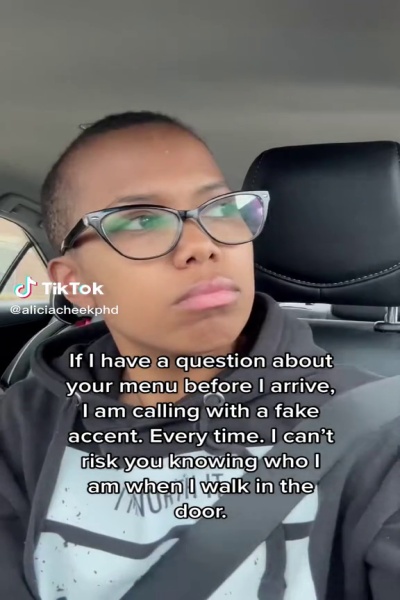 TikTok
@aliciacheekphd
If I have a question about
your menu before I arrive,
I am calling with a fake
accent. Every time. I can't
risk you knowing who I
am when I walk in the
door.